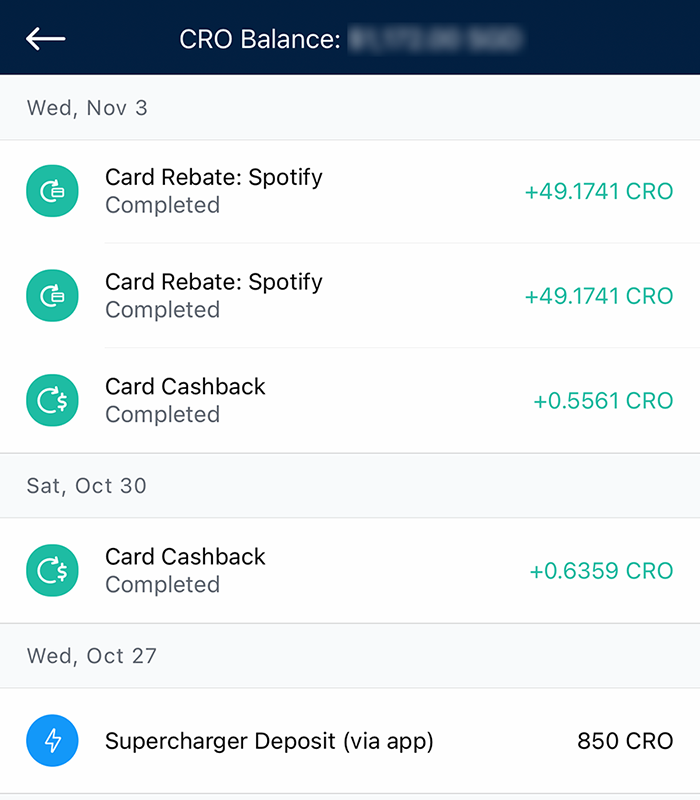 CRO Balance:
Wed, Nov 3
Card Rebate: Spotify
+49.1741 CRO
Completed
Card Rebate: Spotify
+49.1741 CRO
Completed
Card Cashback
+0.5561 CRO
Completed
Sat, Oct 30
Card Cashback
+0.6359 CRO
Completed
Wed, Oct 27
Supercharger Deposit (via app)
850 CRO